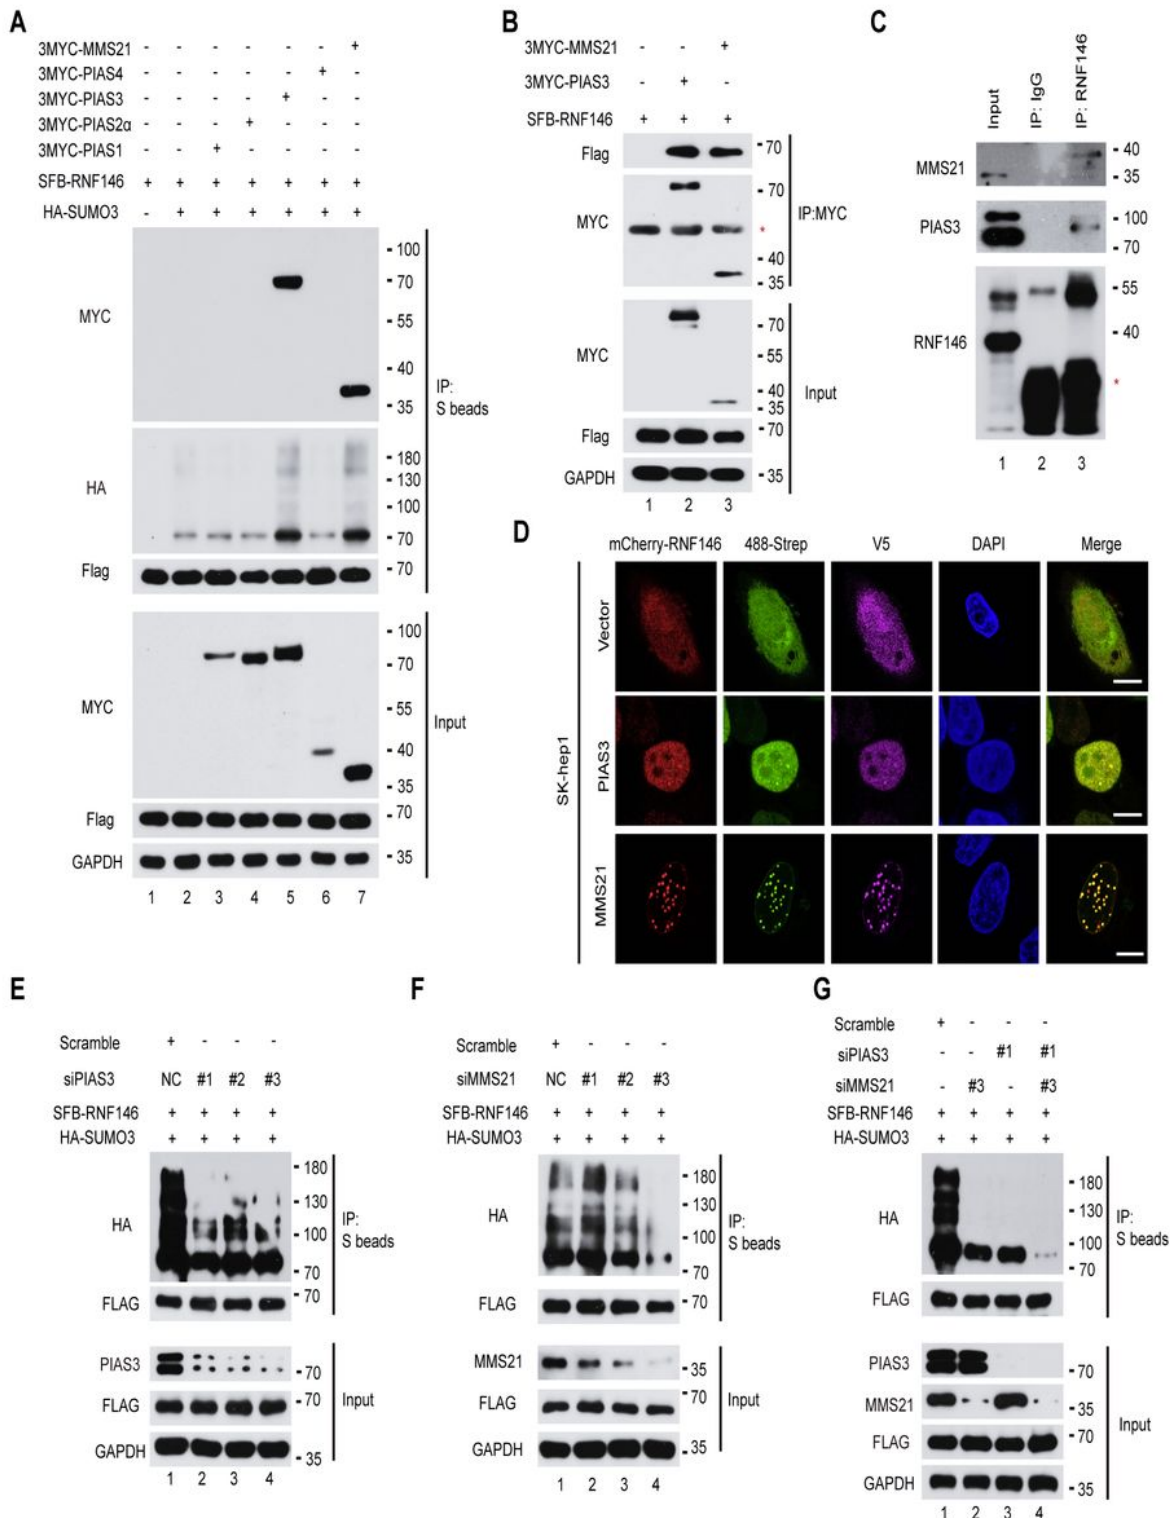 A
3MYC-MMS21 - - - - - - +
3MYC-PIAS4 - - - - - + -
3MYC-PIAS3 - - - - + - -
3MYC-PIAS2α - - - + - - -
3MYC-PIAS1 - - + - - - -
SFB-RNF146 + + + + + + +
HA-SUMO3 - + + + + + +
MYC
- 100
- 70
- 55
- 40
- 35
HA
- 180
- 130
- 100
- 70
Flag
- 70
IP:
S beads
MYC
- 100
- 70
- 55
- 40
- 35
Flag
- 70
GAPDH
- 35
Input
1 2 3 4 5 6 7
B
3MYC-MMS21 - - +
3MYC-PIAS3 - + -
SFB-RNF146 + + +
Flag
- 70
MYC
- 70
*
- 40
- 35
IP:MYC
MYC
- 70
- 55
- 40
- 35
Flag
- 70
GAPDH
- 35
Input
1 2 3
C
Input
IP: IgG
IP: RNF146
MMS21
- 40
- 35
PIAS3
- 100
- 70
RNF146
- 55
- 40
*
1 2 3
D
mCherry-RNF146 488-Strep V5 DAPI Merge
SK-hep1
Vector
PIAS3
MMS21
E
Scramble + - - -
siPIAS3 NC #1 #2 #3
SFB-RNF146 + + + +
HA-SUMO3 + + + +
HA
- 180
- 130
- 100
- 70
FLAG
- 70
IP:
S beads
PIAS3
- 70
FLAG
- 70
GAPDH
- 35
Input
1 2 3 4
F
Scramble + - - -
siMMS21 NC #1 #2 #3
SFB-RNF146 + + + +
HA-SUMO3 + + + +
HA
- 180
- 130
- 100
- 70
FLAG
- 70
IP:
S beads
MMS21
- 35
FLAG
- 70
GAPDH
- 35
Input
1 2 3 4
G
Scramble + - - -
siPIAS3 - - #1 #1
siMMS21 - #3 - #3
SFB-RNF146 + + + +
HA-SUMO3 + + + +
HA
- 180
- 130
- 100
- 70
FLAG
IP:
S beads
PIAS3
- 70
MMS21
- 35
FLAG
- 70
GAPDH
- 35
Input
1 2 3 4